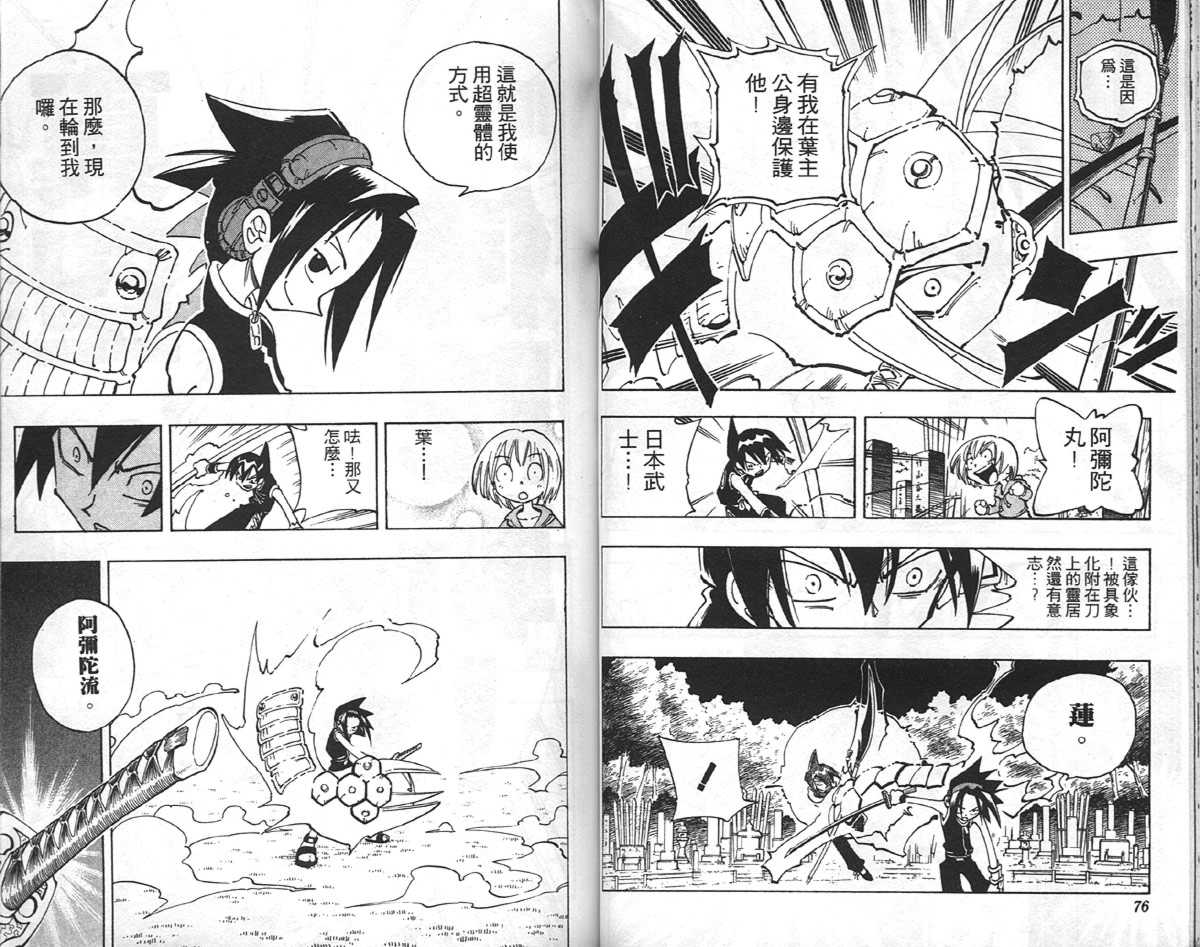 這是因
爲…
有我在葉主
公身邊保護
他！
阿彌陀
丸！
日本武
士…！
這傢伙…
！被具象
化附在刀
上的靈居
然還有意
志…？
蓮。
！
76
這就是我使
用超靈體的
方式。
那麼，現
在輪到我
囉。
葉…！
呿！那又
怎麼…
阿彌陀流。